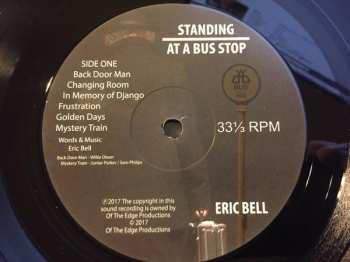 STANDING
AT A BUS STOP
SIDE ONE
Back Door Man
Changing Room
In Memory of Django
Frustration
Golden Days
Mystery Train
Words & Music
Eric Bell
Back Door Man - Willie Dixon
Mystery Train - Junior Parker / Sam Philips
BUS
33⅓ RPM
℗ 2017 The copyright in this
sound recording is owned by
Of The Edge Productions
© 2017
Of The Edge Productions
ERIC BELL